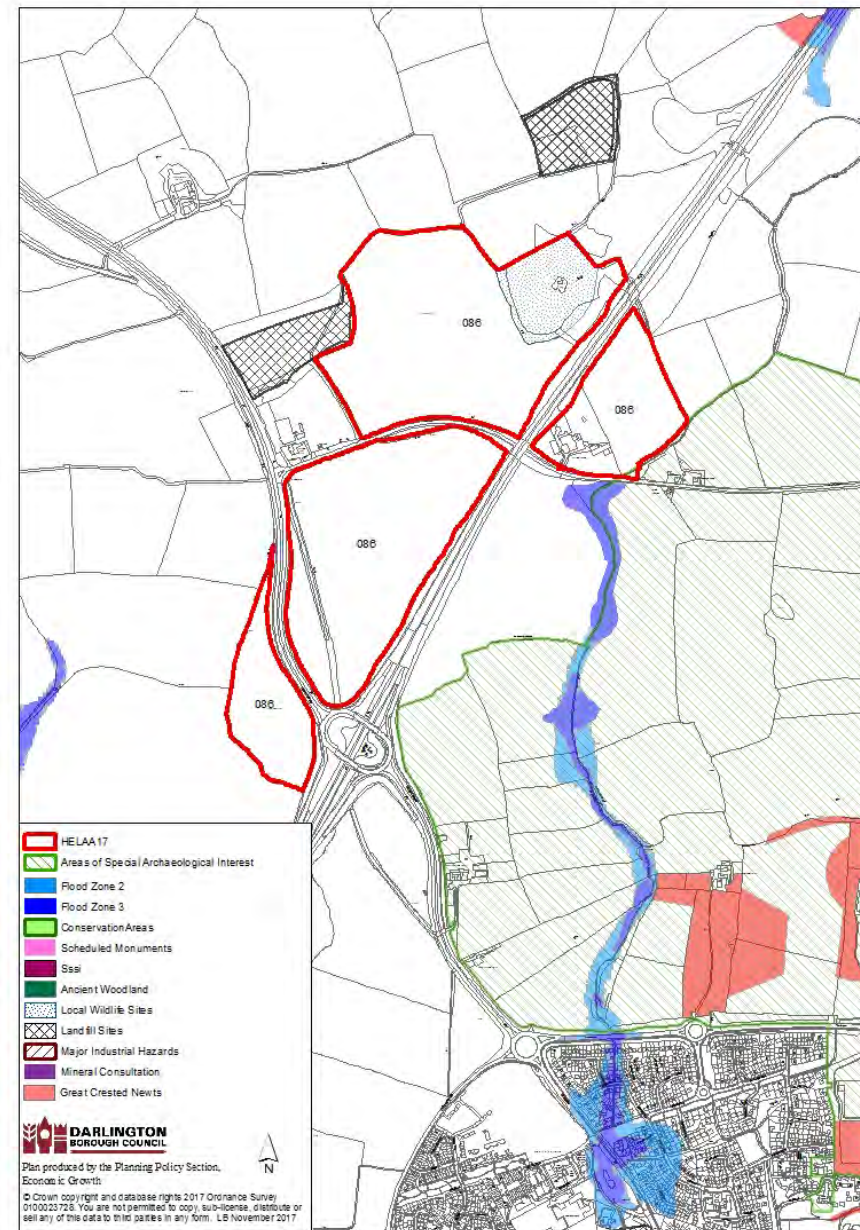 086
086
086
086
HELAA17
Areas of Special Archaeological Interest
Flood Zone 2
Flood Zone 3
Conservation Areas
Scheduled Monuments
Sssi
Ancient Woodland
Local Wildlife Sites
Landfill Sites
Major Industrial Hazards
Mineral Consultation
Great Crested Newts
DARLINGTON
BOROUGH COUNCIL
N
Plan produced by the Planning Policy Section,
Economic Growth
© Crown copyright and database rights 2017 Ordnance Survey
0100023728. You are not permitted to copy, sub-license, distribute or
sell any of this data to third parties in any form. LB November 2017